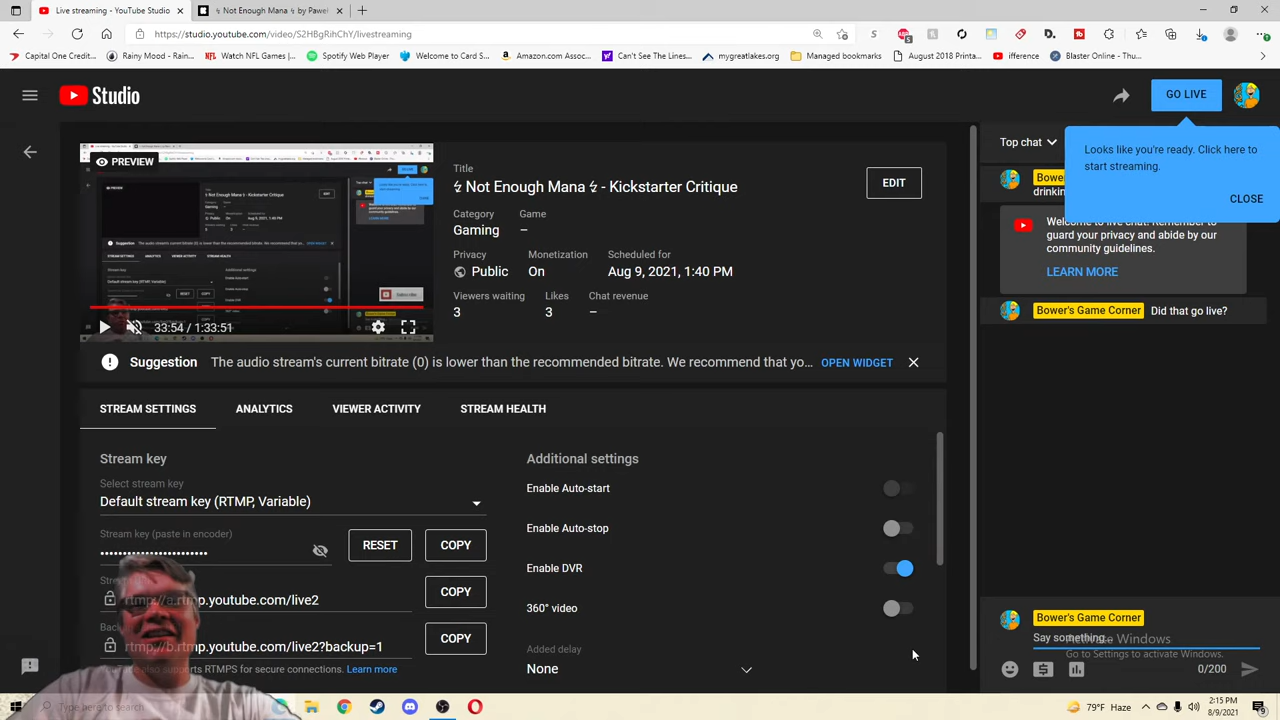 Live streaming - YouTube Studio
ϟ Not Enough Mana ϟ by Paweł
https://studio.youtube.com/video/S2HBgRihChY/livestreaming
Capital One Credit...
Rainy Mood - Rain...
Watch NFL Games |...
Spotify Web Player
Welcome to Card S...
Amazon.com Assoc...
Can't See The Lines...
mygreatlakes.org
Managed bookmarks
August 2018 Printa...
ifference
Blaster Online - Thu...
Studio
GO LIVE
Looks like you're ready. Click here to
start streaming.
CLOSE
PREVIEW
33:54 / 1:33:51
Title
ϟ Not Enough Mana ϟ - Kickstarter Critique
EDIT
Category
Game
Gaming
–
Privacy
Monetization
Scheduled for
Public
On
Aug 9, 2021, 1:40 PM
Viewers waiting
Likes
Chat revenue
3
3
–
Suggestion
The audio stream's current bitrate (0) is lower than the recommended bitrate. We recommend that yo...
OPEN WIDGET
STREAM SETTINGS
ANALYTICS
VIEWER ACTIVITY
STREAM HEALTH
Stream key
Select stream key
Default stream key (RTMP, Variable)
Stream key (paste in encoder)
RESET
COPY
rtmp://a.rtmp.youtube.com/live2
COPY
rtmp://b.rtmp.youtube.com/live2?backup=1
COPY
supports RTMPS for secure connections. Learn more
Additional settings
Enable Auto-start
Enable Auto-stop
Enable DVR
360° video
Added delay
None
Top chat
guard your privacy and abide by our
community guidelines.
LEARN MORE
Bower's Game Corner Did that go live?
Bower's Game Corner
Say something...
Activate Windows
Go to Settings to activate Windows.
0/200
Type here to search
79°F Haze
2:15 PM
8/9/2021